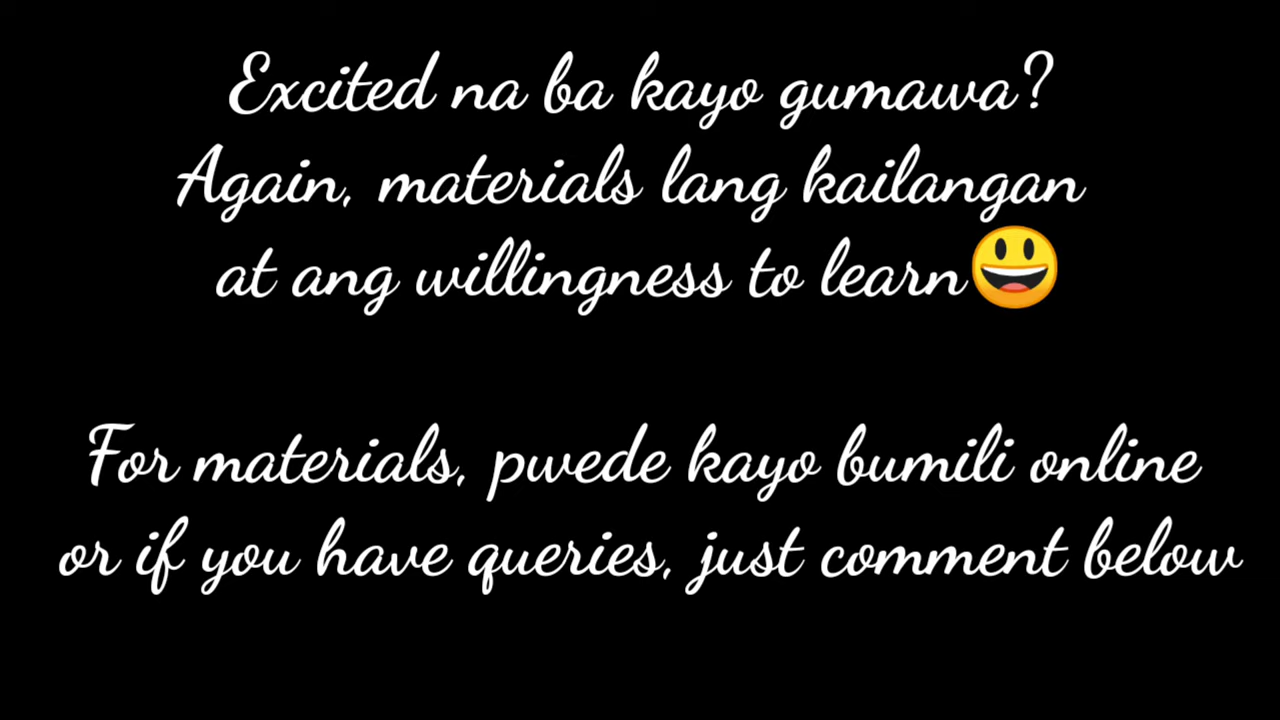 Excited na ba kayo gumawa?
Again, materials lang kailangan
at ang willingness to learn😃
For materials, pwede kayo bumili online
or if you have queries, just comment below